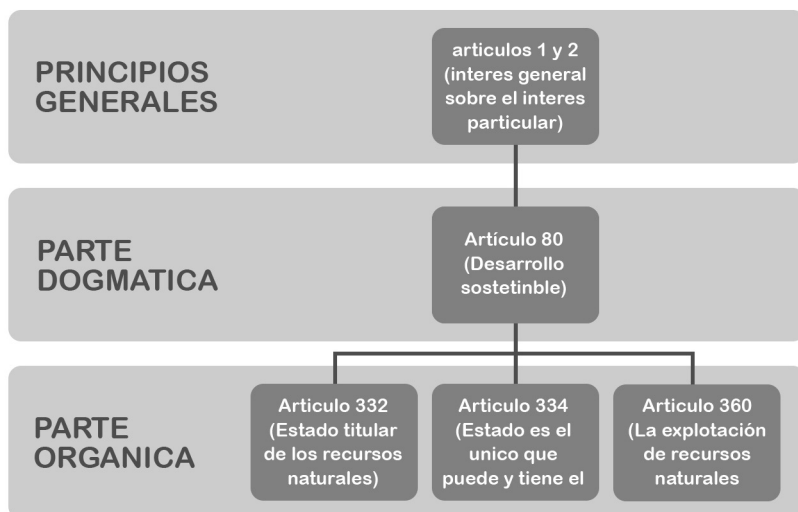 PRINCIPIOS
GENERALES
articulos 1 y 2
(interes general
sobre el interes
particular)
PARTE
DOGMATICA
Artículo 80
(Desarrollo
sostetinble)
PARTE
ORGANICA
Articulo 332
(Estado titular
de los recursos
naturales)
Articulo 334
(Estado es el
unico que
puede y tiene el
Articulo 360
(La explotación
de recursos
naturales